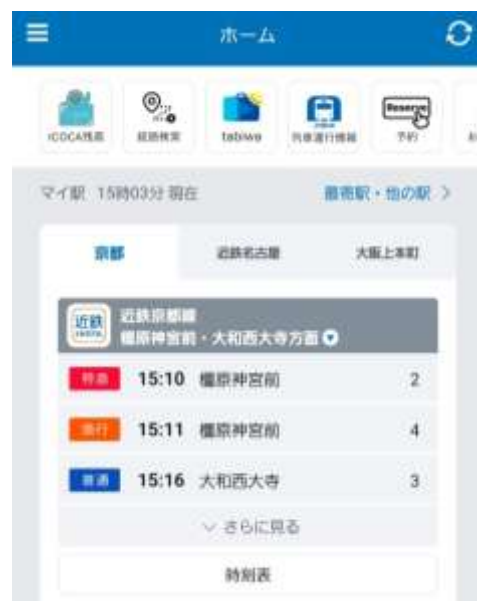 ホーム
ICOCA残高
経路検索
tabiwa
列車運行情報
Reserve
予約
マイ駅 15時03分 現在
最寄駅・他の駅
京都
近鉄名古屋
大阪上本町
近鉄
近鉄京都線
橿原神宮前・大和西大寺方面
特急 15:10 橿原神宮前 2
急行 15:11 橿原神宮前 4
普通 15:16 大和西大寺 3
さらに見る
時刻表